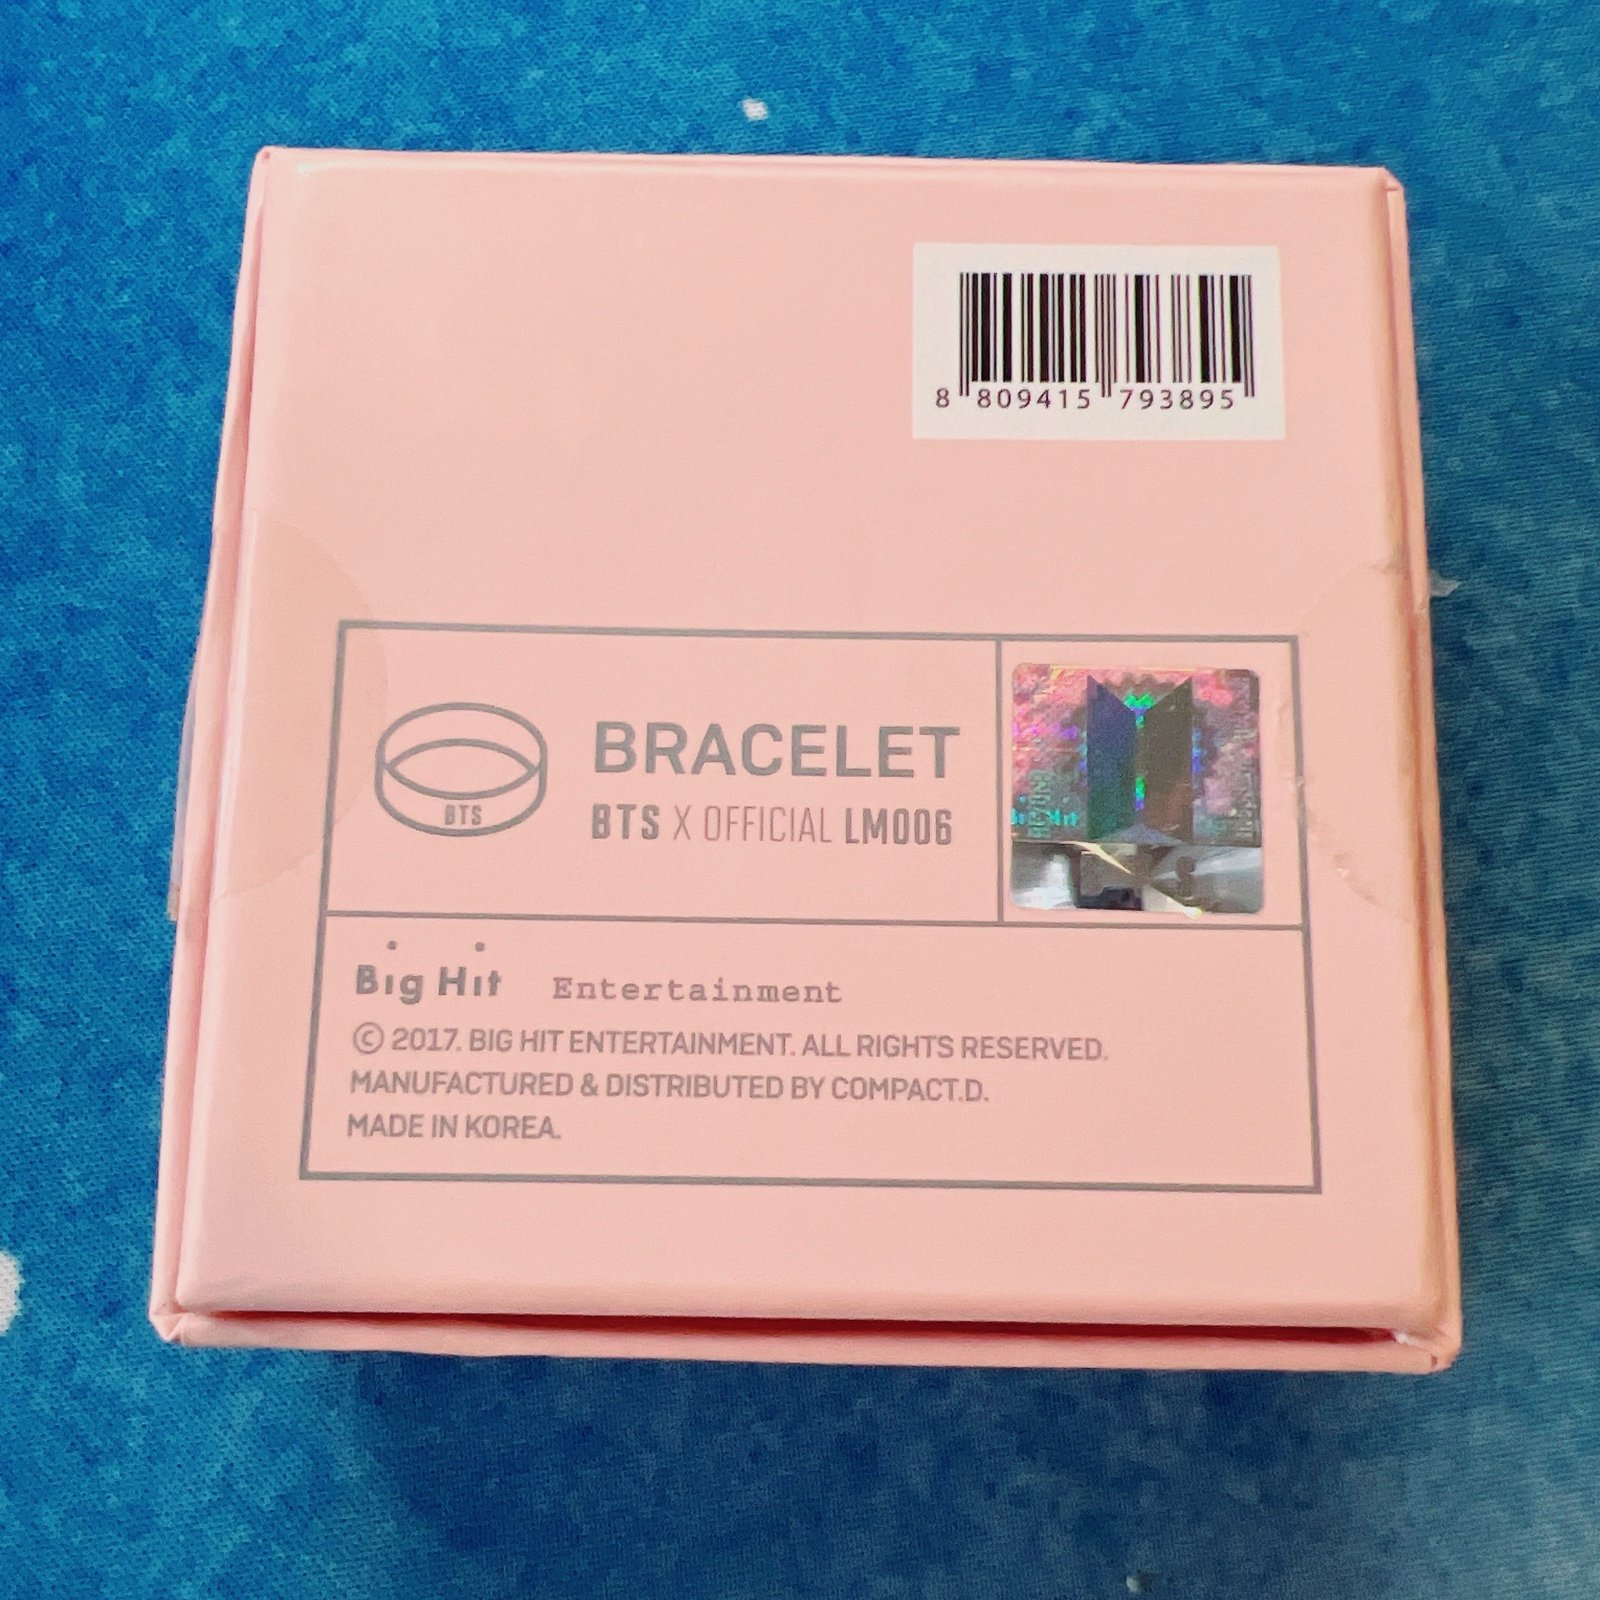 8 809415 793895
BRACELET
BTS
BTS X OFFICIAL LM006
Big Hit Entertainment
© 2017. BIG HIT ENTERTAINMENT. ALL RIGHTS RESERVED.
MANUFACTURED & DISTRIBUTED BY COMPACT.D.
MADE IN KOREA.